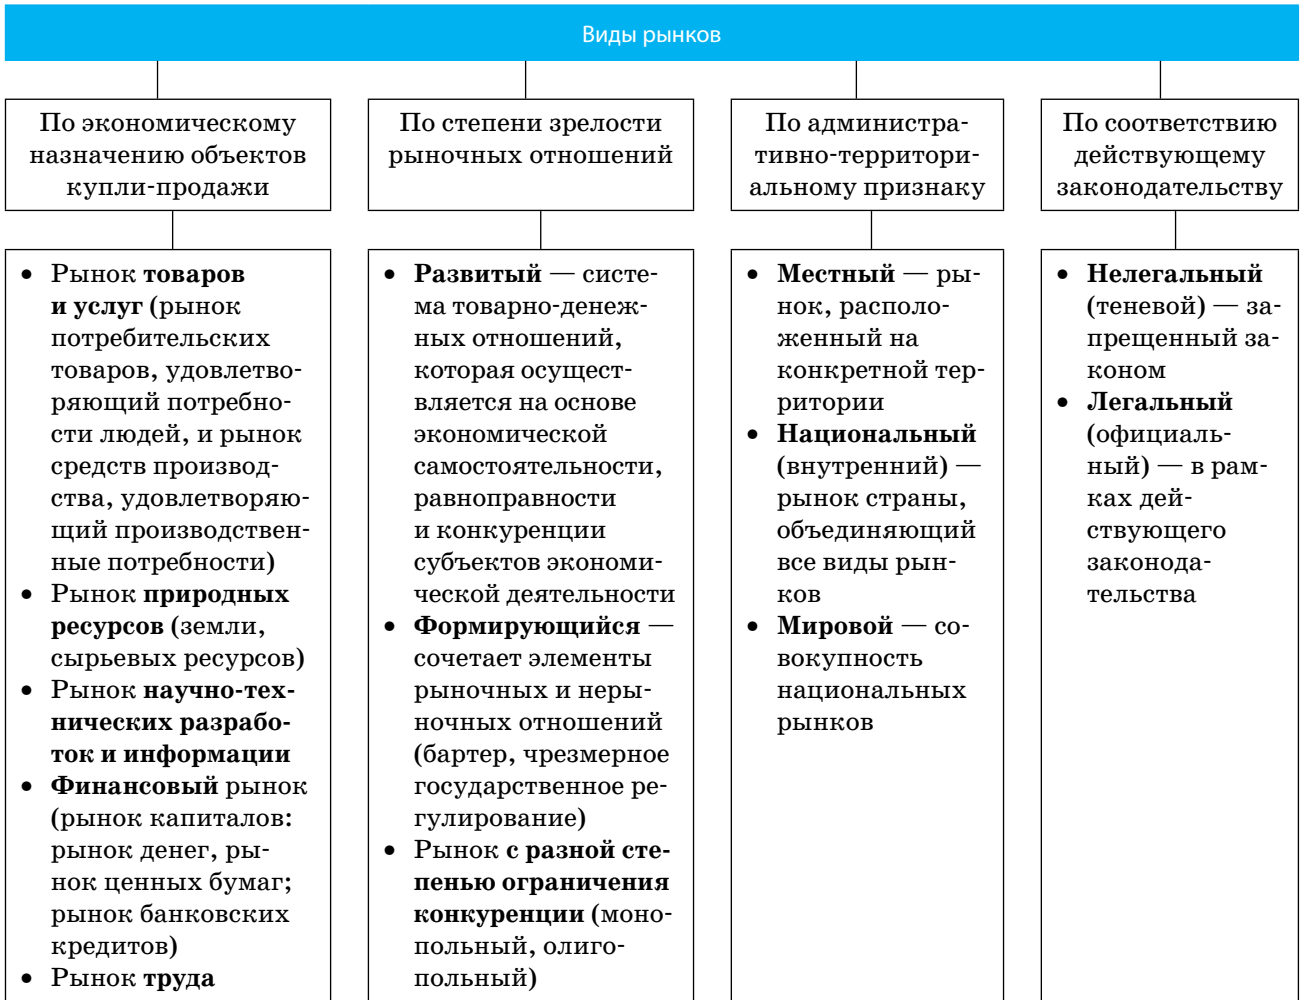 Виды рынков
По экономическому
назначению объектов
купли-продажи
По степени зрелости
рыночных отношений
По администра-
тивно-территори-
альному признаку
По соответствию
действующему
законодательству
• Рынок товаров
и услуг (рынок
потребительских
товаров, удовлетво-
ряющий потребно-
сти людей, и рынок
средств производ-
ства, удовлетворяю-
щий производствен-
ные потребности)
• Рынок природных
ресурсов (земли,
сырьевых ресурсов)
• Рынок научно-тех-
нических разрабо-
ток и информации
• Финансовый рынок
(рынок капиталов:
рынок денег, ры-
нок ценных бумаг;
рынок банковских
кредитов)
• Рынок труда
• Развитый — систе-
ма товарно-денеж-
ных отношений,
которая осущест-
вляется на основе
экономической
самостоятельности,
равноправности
и конкуренции
субъектов экономи-
ческой деятельности
• Формирующийся —
сочетает элементы
рыночных и неры-
ночных отношений
(бартер, чрезмерное
государственное ре-
гулирование)
• Рынок с разной сте-
пенью ограничения
конкуренции (моно-
польный, олиго-
польный)
• Местный — ры-
нок, располо-
женный на
конкретной тер-
ритории
• Национальный
(внутренний) —
рынок страны,
объединяющий
все виды рын-
ков
• Мировой — со-
вокупность
национальных
рынков
• Нелегальный
(теневой) — за-
прещенный за-
коном
• Легальный
(официаль-
ный) — в рам-
ках дей-
ствующего
законода-
тельства